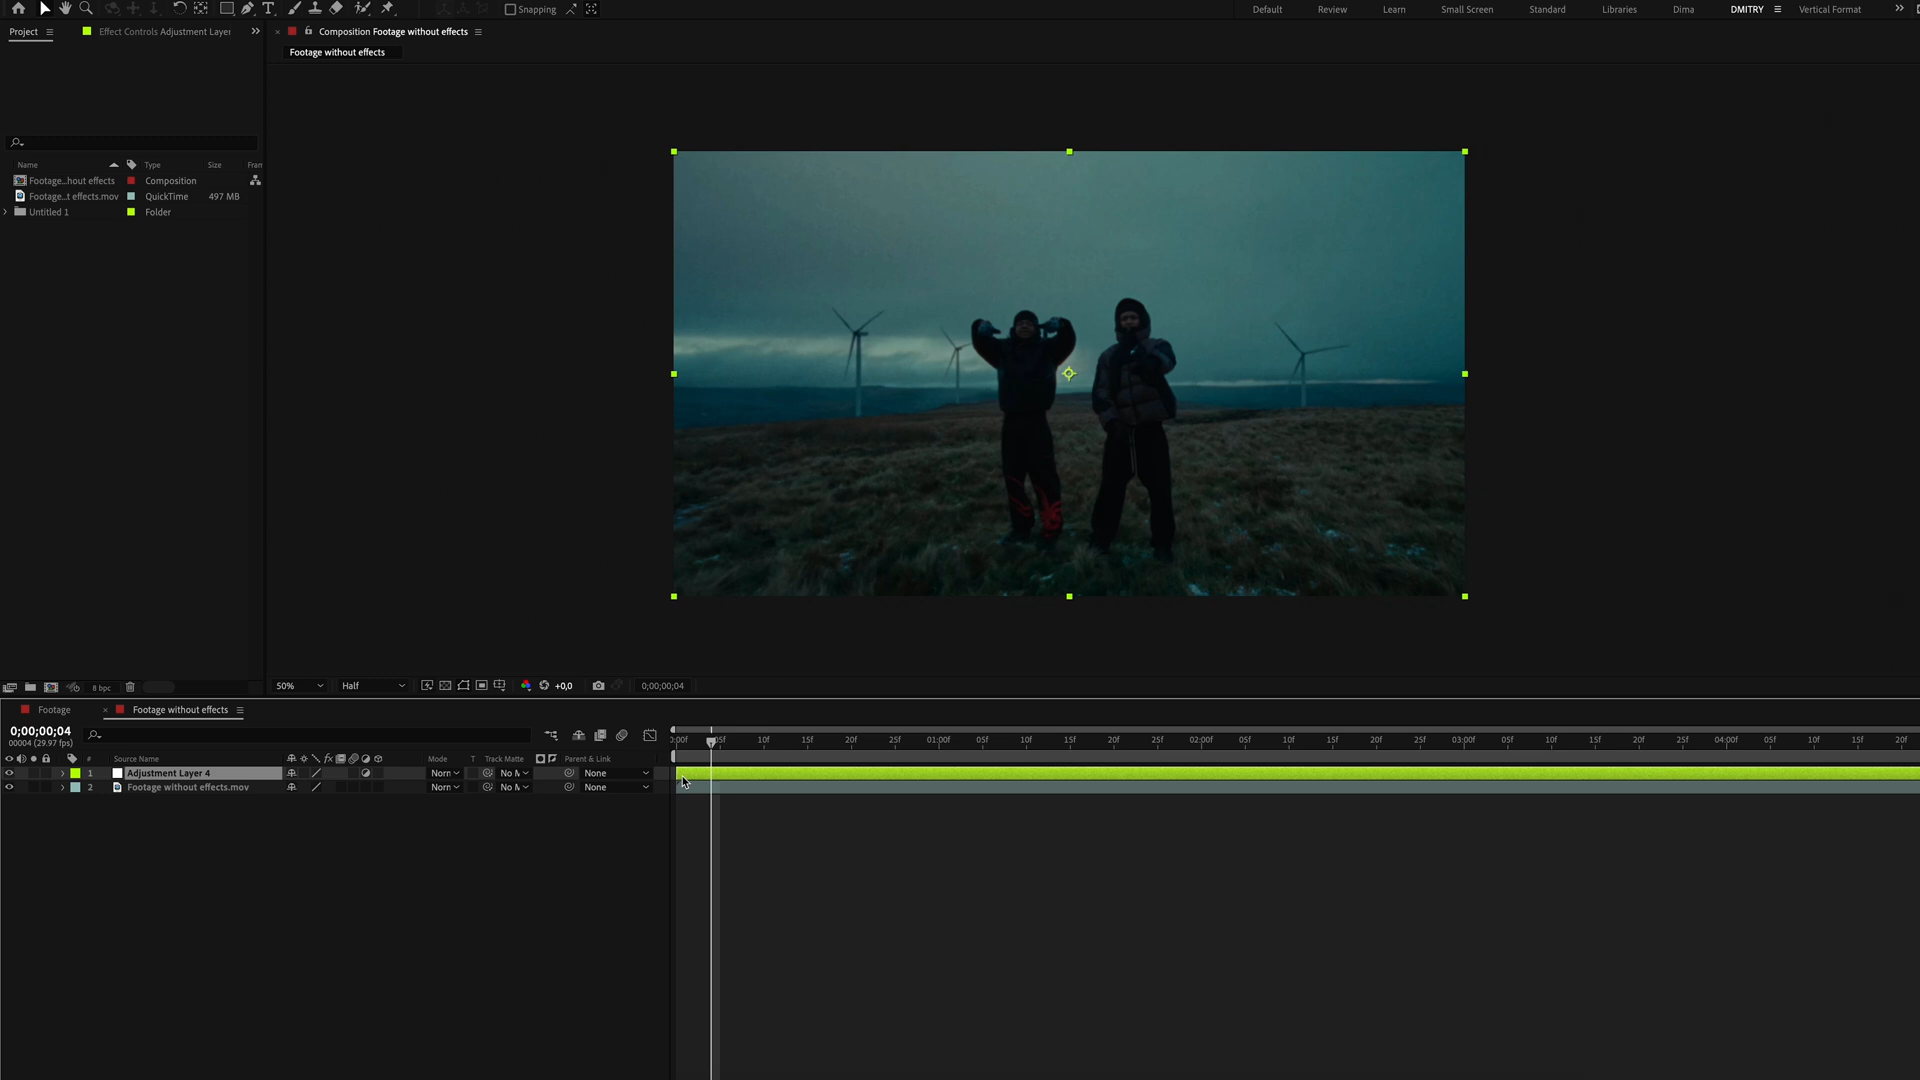 Snapping
Default
Review
Learn
Small Screen
Standard
Libraries
Dima
DMITRY
Vertical Format
Project
Effect Controls Adjustment Layer
Composition Footage without effects
Footage without effects
Name
Type
Size
Fram
Footage...hout effects
Composition
Footage...t effects.mov
QuickTime
497 MB
Untitled 1
Folder
8 bpc
50%
Half
+0,0
0;00;00;04
Footage
Footage without effects
0;00;00;04
00004 (29.97 fps)
:00f
05f
10f
15f
20f
25f
01:00f
05f
10f
15f
20f
25f
02:00f
05f
10f
15f
20f
25f
03:00f
05f
10f
15f
20f
25f
04:00f
05f
10f
15f
20f
#
Source Name
fx
Mode
T
Track Matte
Parent & Link
1
Adjustment Layer 4
Norn
No M
None
2
Footage without effects.mov
Norn
No M
None